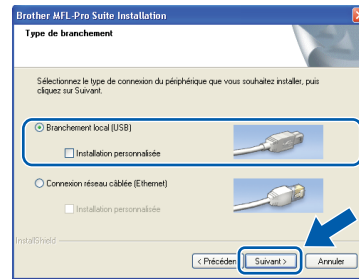 Brother MFL-Pro Suite Installation
Type de branchement
Sélectionnez le type de connexion du périphérique que vous souhaitez installer, puis
cliquez sur Suivant.
Branchement local (USB)
Installation personnalisée
Connexion réseau câblée (Ethernet)
Installation personnalisée
InstallShield
< Précéden
Suivant >
Annuler